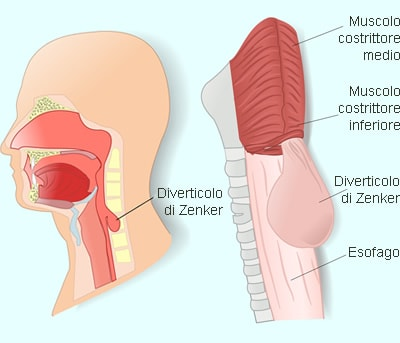 Muscolo
costrittore
medio
Muscolo
costrittore
inferiore
Diverticolo
di Zenker
Diverticolo
di Zenker
Esofago